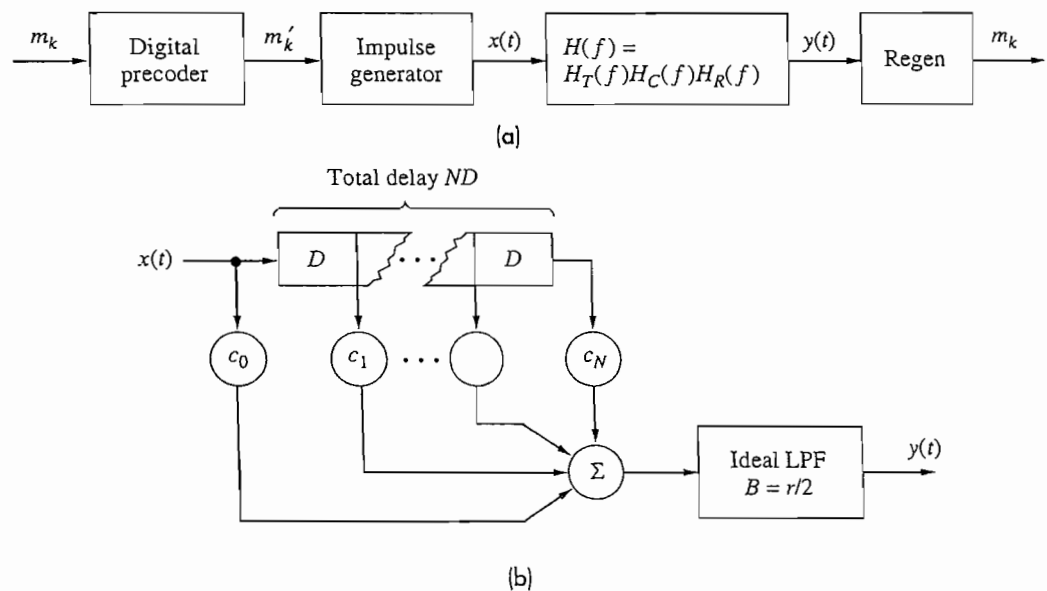 m_k
Digital precoder
m'_k
Impulse generator
x(t)
H(f) =
H_T(f)H_C(f)H_R(f)
y(t)
Regen
m_k
(a)
Total delay ND
x(t)
D
· · ·
D
c_0
c_1
· · ·
c_N
Σ
Ideal LPF
B = r/2
y(t)
(b)